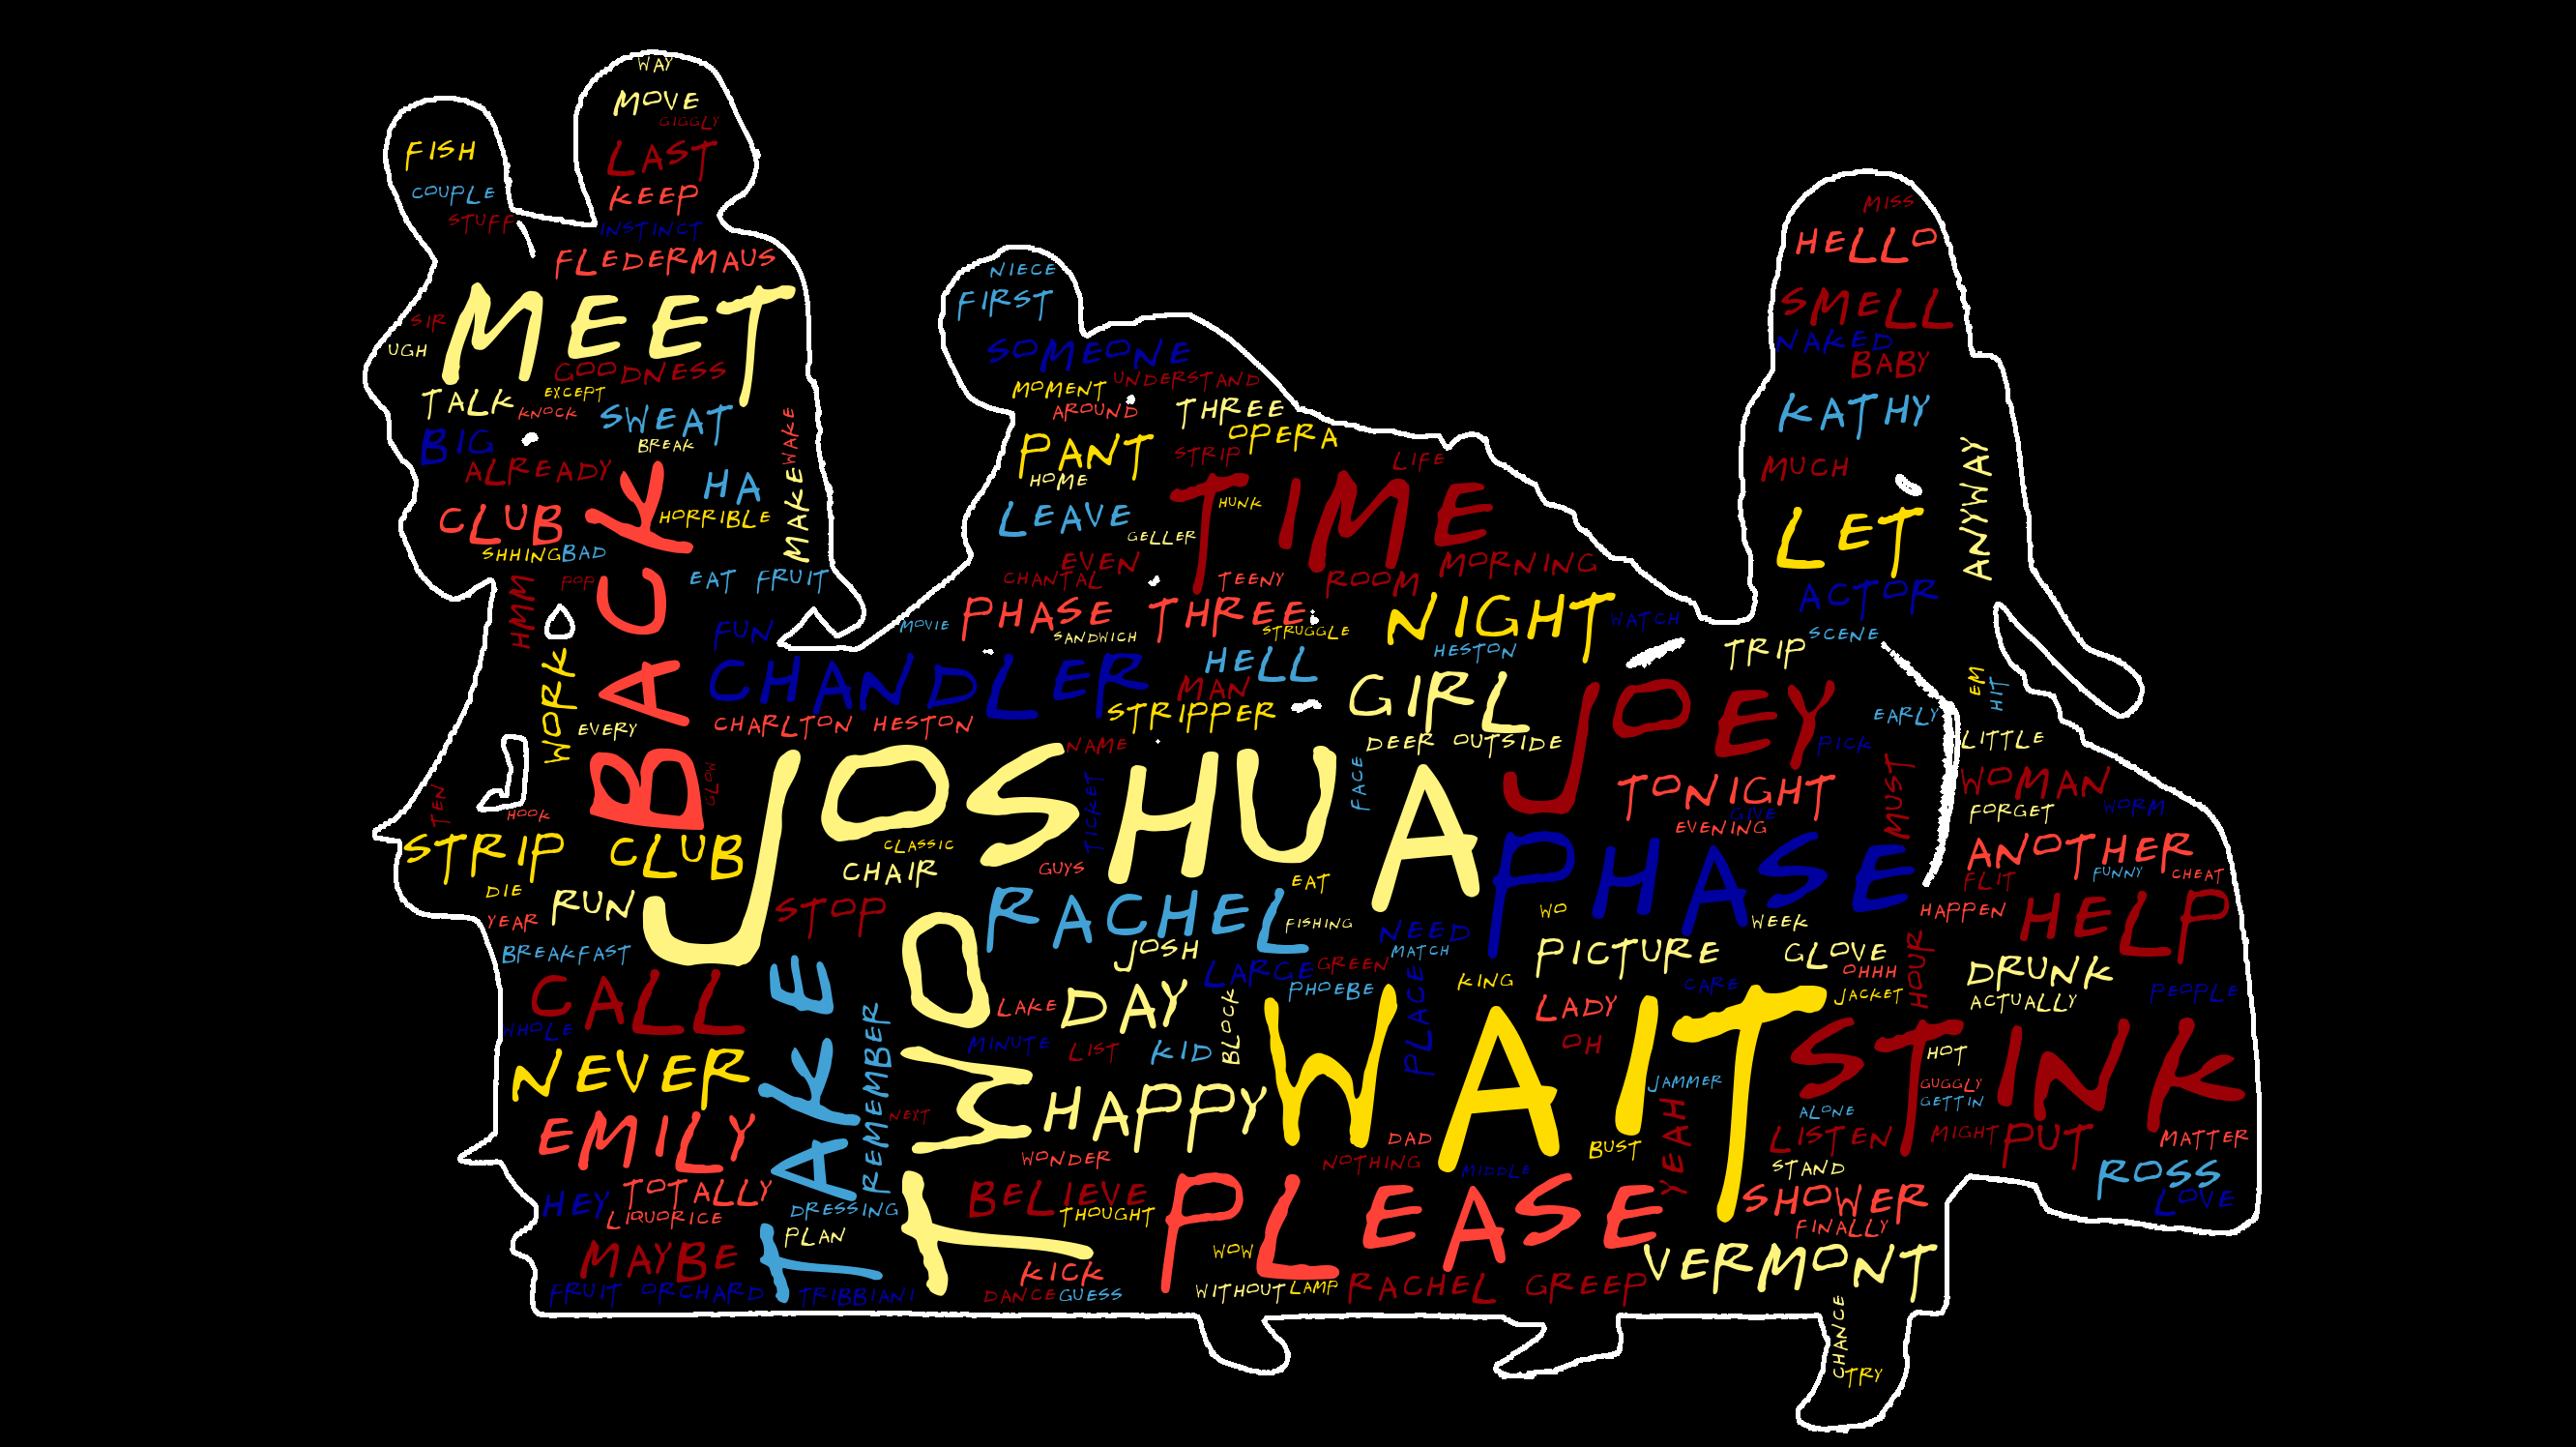 WAY
MOVE
GIGGLY
LAST
KEEP
INSTINCT
FLEDERMAUS
FISH
COUPLE
STUFF
MEET
SIR
UGH
GOODNESS
TALK
EXCEPT
KNOCK
SWEAT
BREAK
BIG
ALREADY
WAKE
MAKE
HA
CLUB
HORRIBLE
SHHING
BAD
BACK
POP
EAT FRUIT
HMM
WORK
EVERY
FUN
NIECE
FIRST
SOMEONE
MOMENT
UNDERSTAND
AROUND
THREE
PANT
OPERA
STRIP
HOME
LIFE
TIME
HUNK
LEAVE
GELLER
EVEN
CHANTAL
TEENY
ROOM
MORNING
MOVIE
PHASE THREE
SANDWICH
STRUGGLE
NIGHT
WATCH
HESTON
MISS
HELLO
SMELL
NAKED
BABY
KATHY
MUCH
ANYWAY
LET
ACTOR
SCENE
TRIP
EM
HIT
CHANDLER
HELL
MAN
CHARLTON HESTON
STRIPPER
GIRL
DEER OUTSIDE
JOEY
EARLY
PICK
LITTLE
NAME
GLOW
JOSHUA
TICKET
FACE
TONIGHT
GIVE
EVENING
MUST
WOMAN
FORGET
WORM
TEN
HOOK
STRIP CLUB
CLASSIC
CHAIR
GUYS
PHASE
ANOTHER
FLIT
FUNNY
CHEAT
DIE
YEAR
RUN
STOP
RACHEL
EAT
FISHING
NEED
WO
WEEK
HAPPEN
HELP
BREAKFAST
JOSH
MATCH
PICTURE
GLOVE
OHHH
HOUR
DRUNK
ACTUALLY
PEOPLE
CALL
WHOLE
TAKE
REMEMBER
TWO
LAKE
DAY
LARGE
GREEN
PHOEBE
PLACE
KING
LADY
CARE
JACKET
MINUTE
LIST
KID
BLOCK
WAIT
OH
STINK
HOT
NEVER
NEXT
HAPPY
JAMMER
GUGGLY
GETTIN
ALONE
EMILY
WONDER
DAD
NOTHING
MIDDLE
BUST
YEAH
LISTEN
MIGHT
PUT
MATTER
STAND
ROSS
LOVE
HEY
TOTALLY
LIQUORICE
DRESSING
PLAN
BELIEVE
THOUGHT
PLEASE
WOW
SHOWER
FINALLY
MAYBE
KICK
VERMONT
FRUIT ORCHARD
TRIBBIANI
DANCE
GUESS
WITHOUT
LAMP
RACHEL GREEP
CHANCE
TRY